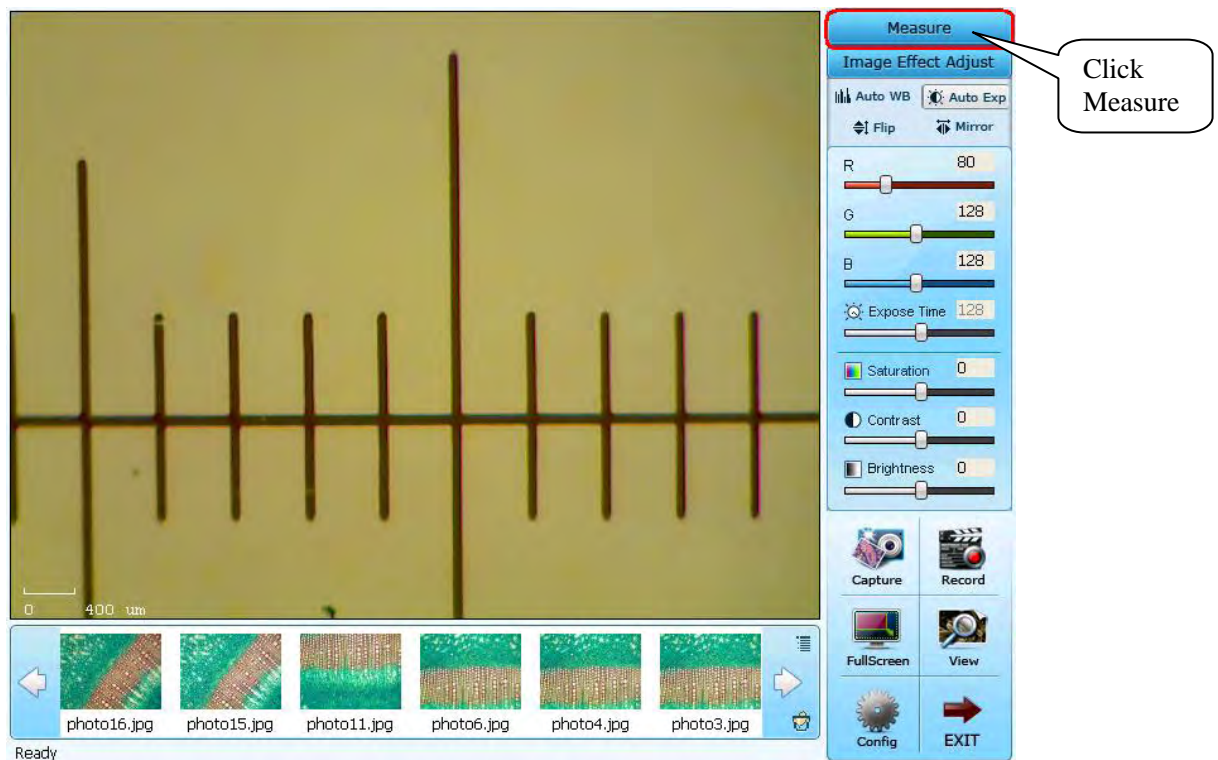 Measure
Image Effect Adjust
Auto WB
Auto Exp
Flip
Mirror
R 80
G 128
B 128
Expose Time 128
Saturation 0
Contrast 0
Brightness 0
Capture
Record
FullScreen
View
Config
EXIT
Click
Measure
0 400 um
photo16.jpg
photo15.jpg
photo11.jpg
photo6.jpg
photo4.jpg
photo3.jpg
Ready